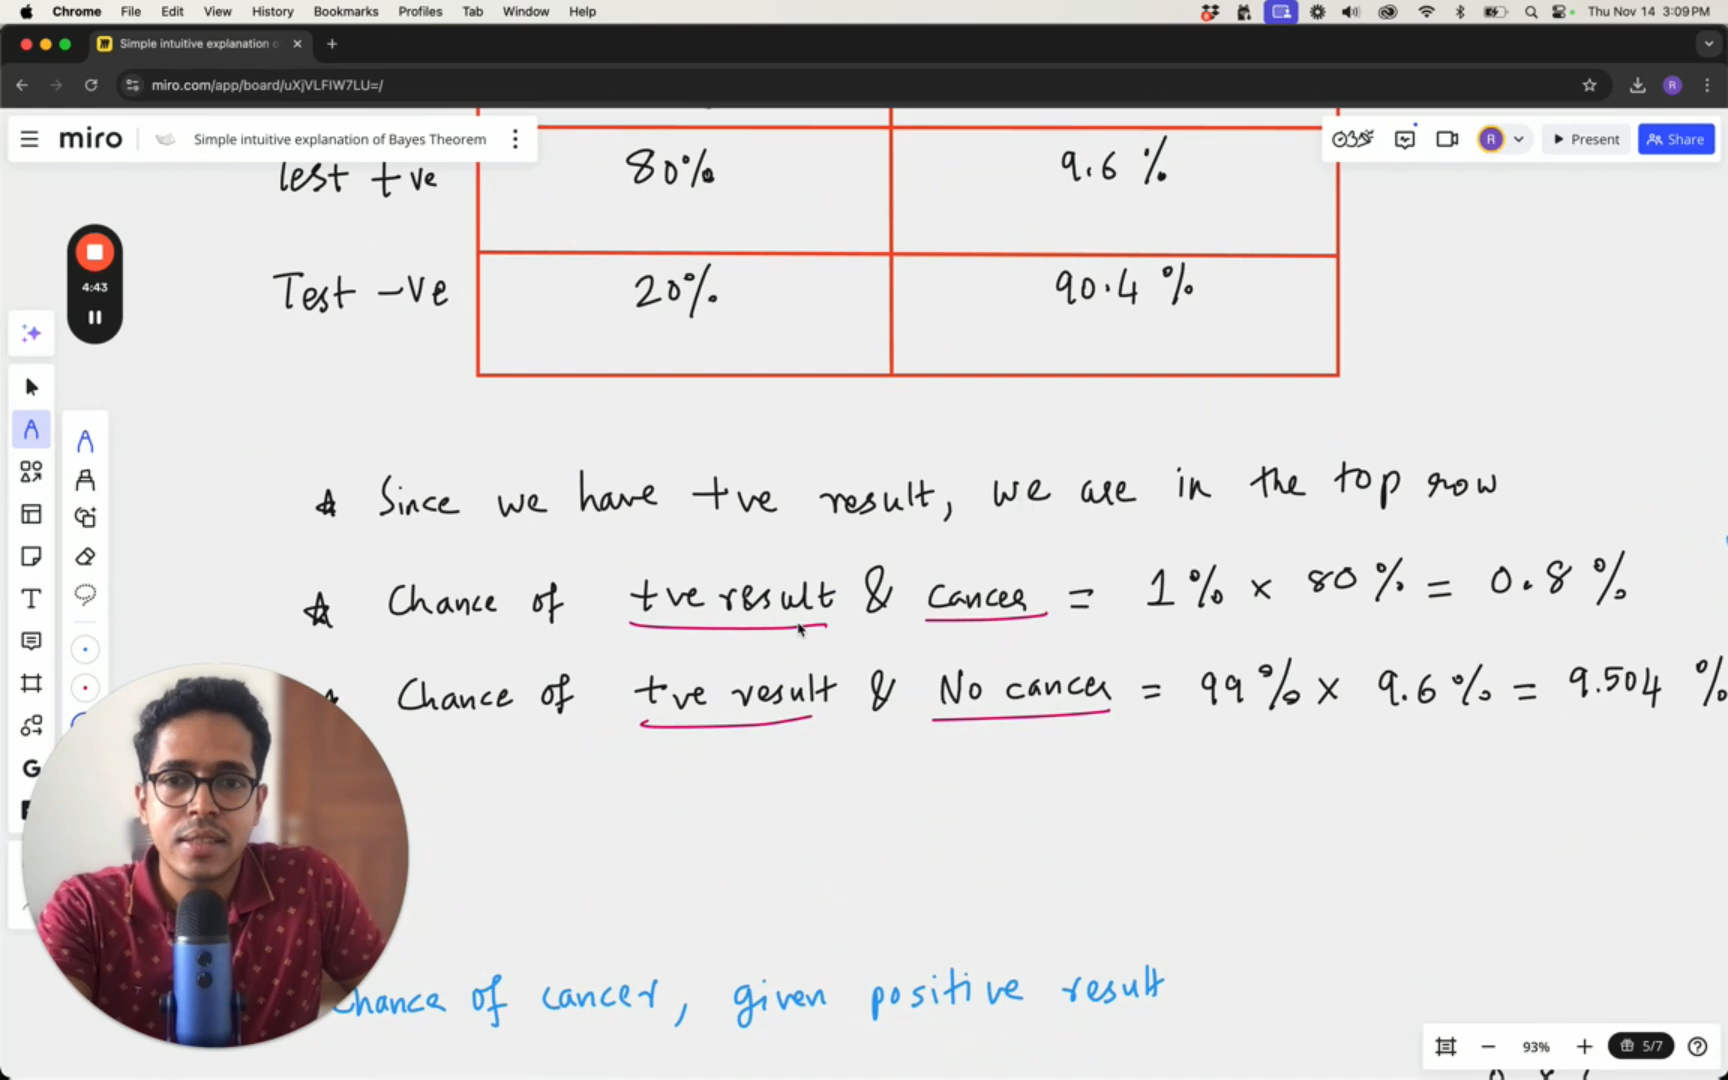 Chrome File Edit View History Bookmarks Profiles Tab Window Help Thu Nov 14 3:09 PM
Simple intuitive explanation o
miro.com/app/board/uXjVLFIW7LU=/ R
miro Simple intuitive explanation of Bayes Theorem R Present Share
Test +ve 80% 9.6 %
4:43
Test -ve 20% 90.4 %
Since we have +ve result, we are in the top row
Chance of +ve result & cancer = 1% x 80% = 0.8 %
Chance of +ve result & No cancer = 99% x 9.6% = 9.504 %
T
G
Chance of cancer, given positive result
93% 5/7